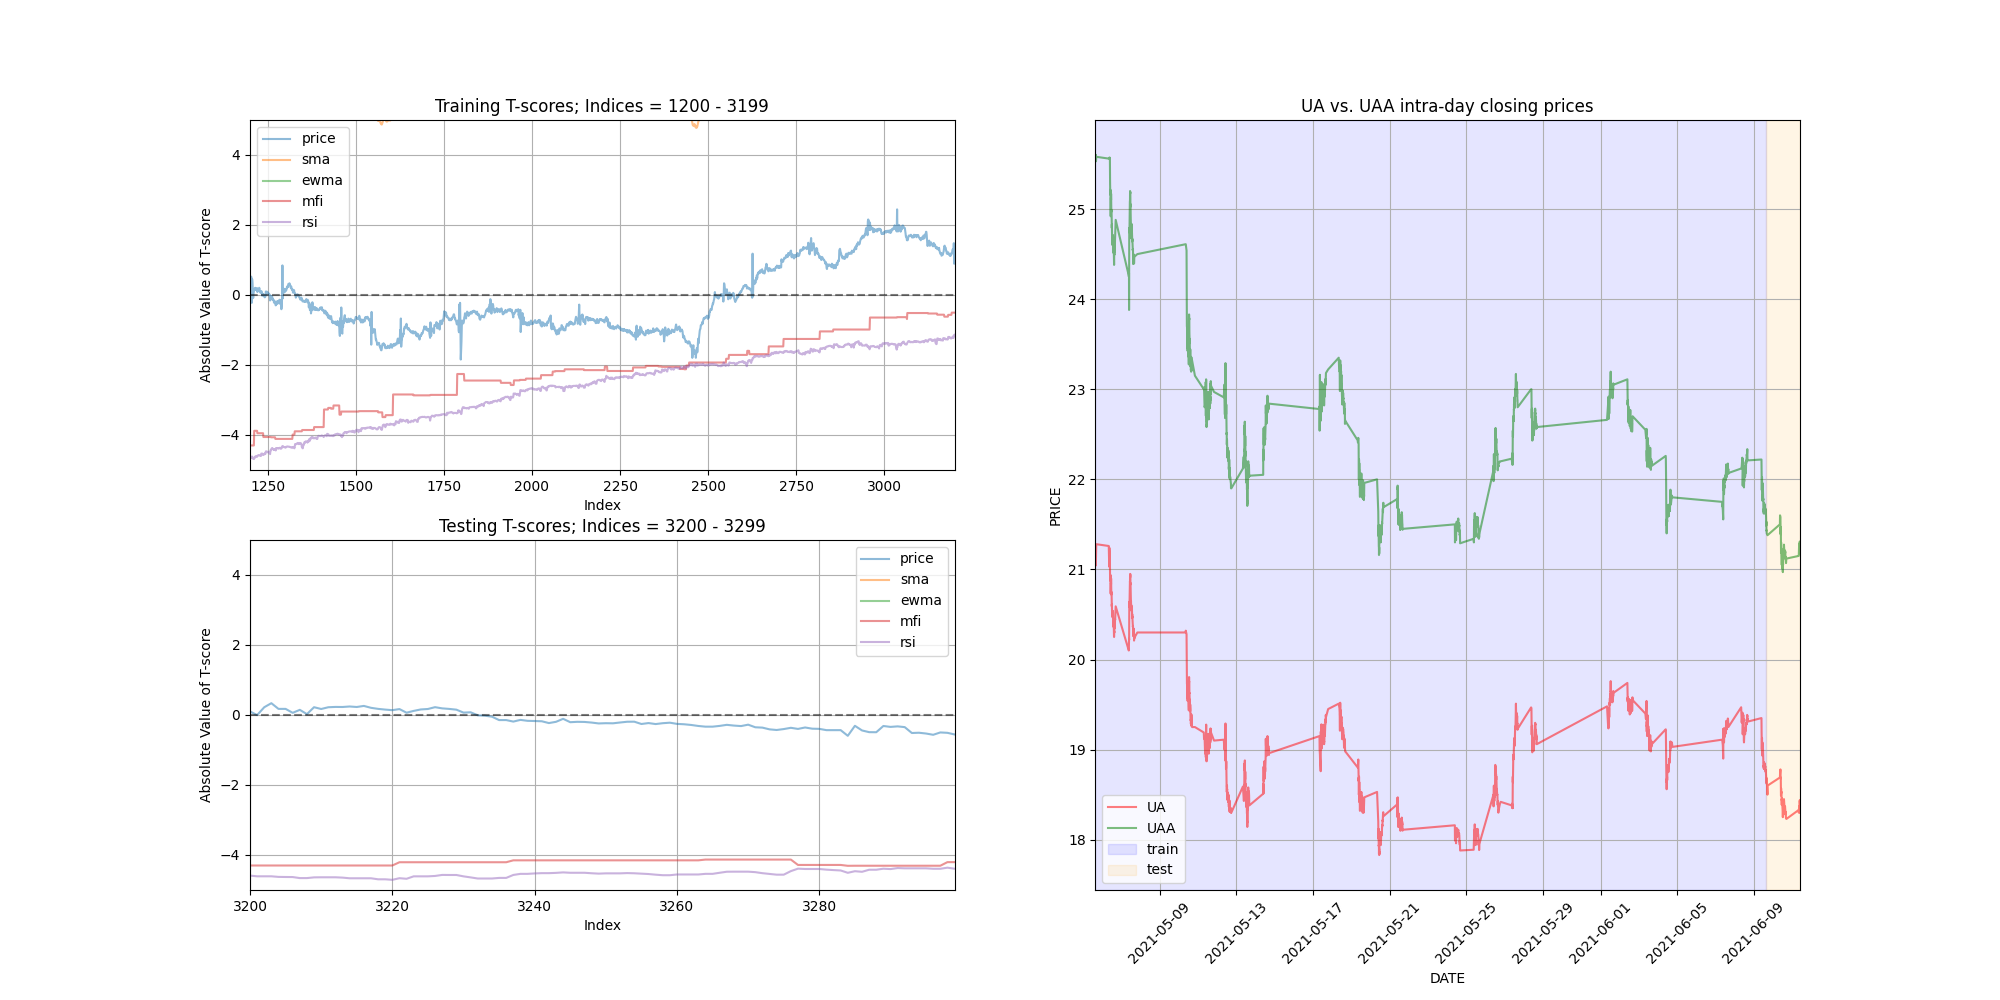 Training T-scores; Indices = 1200 - 3199
Absolute Value of T-score
4
2
0
−2
−4
price
sma
ewma
mfi
rsi
1250 1500 1750 2000 2250 2500 2750 3000
Index
Testing T-scores; Indices = 3200 - 3299
Absolute Value of T-score
4
2
0
−2
−4
price
sma
ewma
mfi
rsi
3200 3220 3240 3260 3280
Index
UA vs. UAA intra-day closing prices
PRICE
25
24
23
22
21
20
19
18
UA
UAA
train
test
2021-05-09 2021-05-13 2021-05-17 2021-05-21 2021-05-25 2021-05-29 2021-06-01 2021-06-05 2021-06-09
DATE